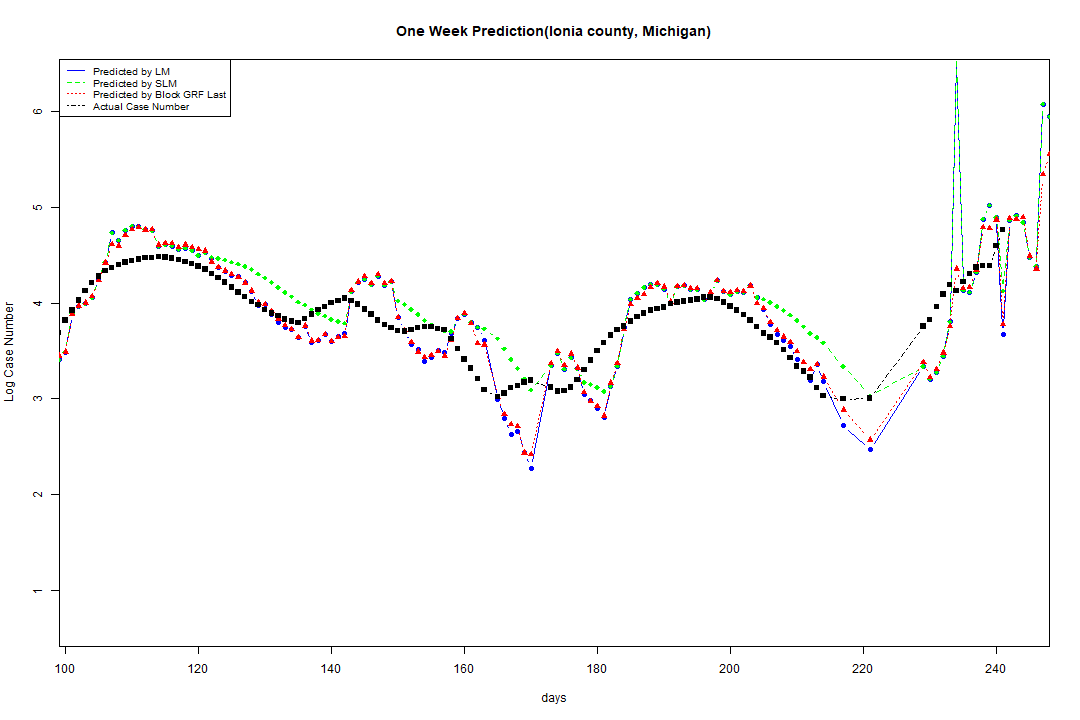 One Week Prediction(Ionia county, Michigan)
Predicted by LM
Predicted by SLM
Predicted by Block GRF Last
Actual Case Number
Log Case Number
6
5
4
3
2
1
100 120 140 160 180 200 220 240
days